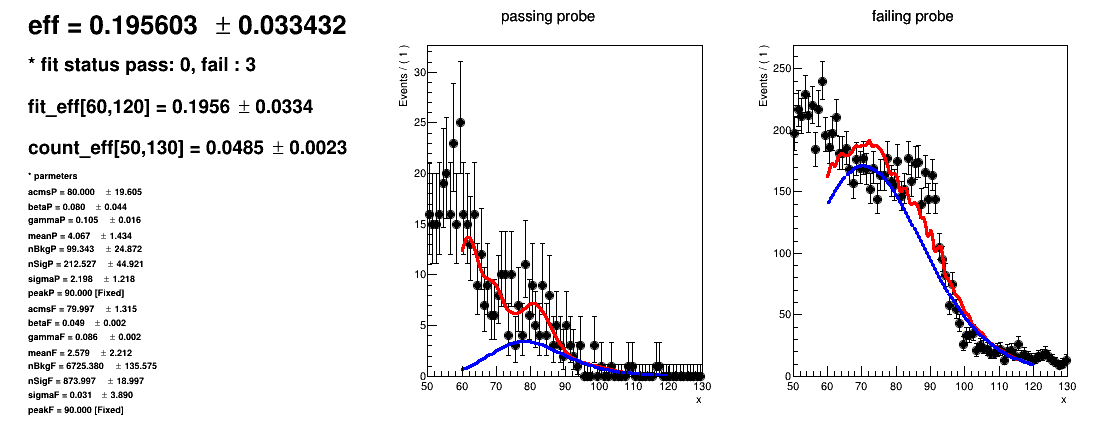 eff = 0.195603 ± 0.033432
* fit status pass: 0, fail : 3
fit_eff[60,120] = 0.1956 ± 0.0334
count_eff[50,130] = 0.0485 ± 0.0023
* parmeters
acmsP = 80.000 ± 19.605
betaP = 0.080 ± 0.044
gammaP = 0.105 ± 0.016
meanP = 4.067 ± 1.434
nBkgP = 99.343 ± 24.872
nSigP = 212.527 ± 44.921
sigmaP = 2.198 ± 1.218
peakP = 90.000 [Fixed]
acmsF = 79.997 ± 1.315
betaF = 0.049 ± 0.002
gammaF = 0.086 ± 0.002
meanF = 2.579 ± 2.212
nBkgF = 6725.380 ± 135.575
nSigF = 873.997 ± 18.997
sigmaF = 0.031 ± 3.890
peakF = 90.000 [Fixed]
passing probe
Events / ( 1 )
30
25
20
15
10
5
0
50 60 70 80 90 100 110 120 130
x
failing probe
Events / ( 1 )
250
200
150
100
50
0
50 60 70 80 90 100 110 120 130
x